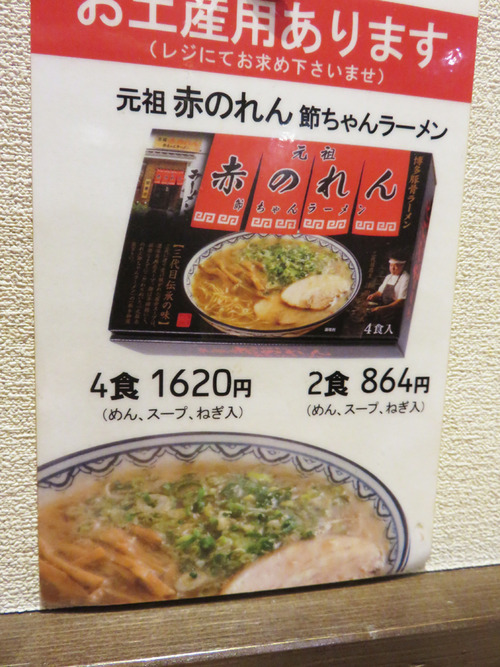 お土産用あります
(レジにてお求め下さいませ)
元祖 赤のれん 節ちゃんラーメン
元祖
赤のれん
節ちゃんラーメン
博多豚骨ラーメン
【三代目伝承の味】
4食入
4食 1620円
(めん、スープ、ねぎ入)
2食 864円
(めん、スープ、ねぎ入)